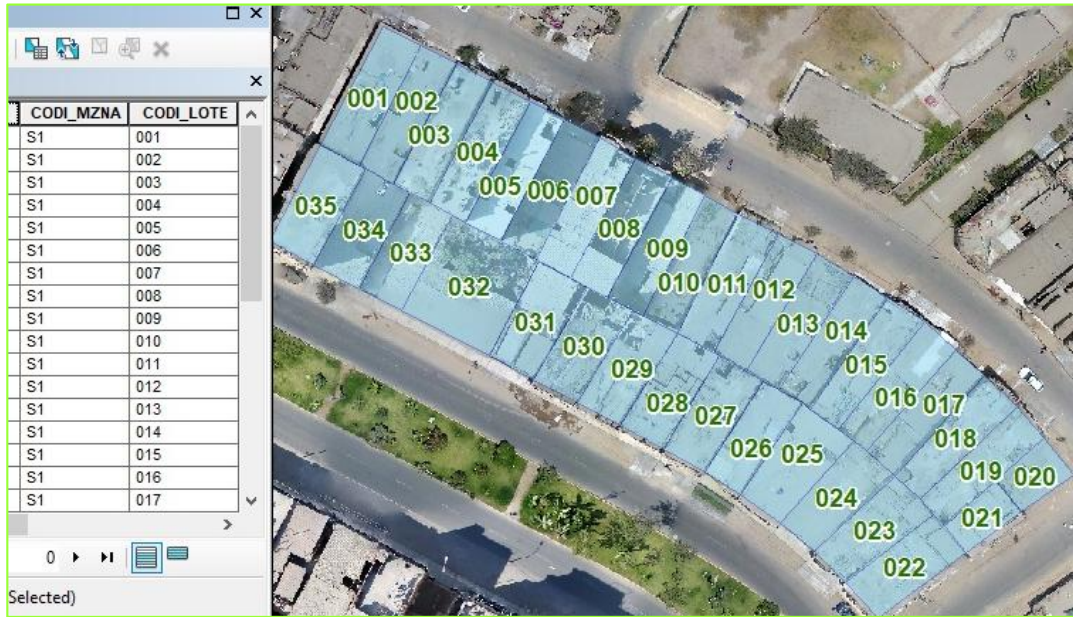 CODI_MZNA CODI_LOTE
S1 001
S1 002
S1 003
S1 004
S1 005
S1 006
S1 007
S1 008
S1 009
S1 010
S1 011
S1 012
S1 013
S1 014
S1 015
S1 016
S1 017
0
Selected)
001
002
003
004
005
006
007
008
009
010
011
012
013
014
015
016
017
018
019
020
021
022
023
024
025
026
027
028
029
030
031
032
033
034
035